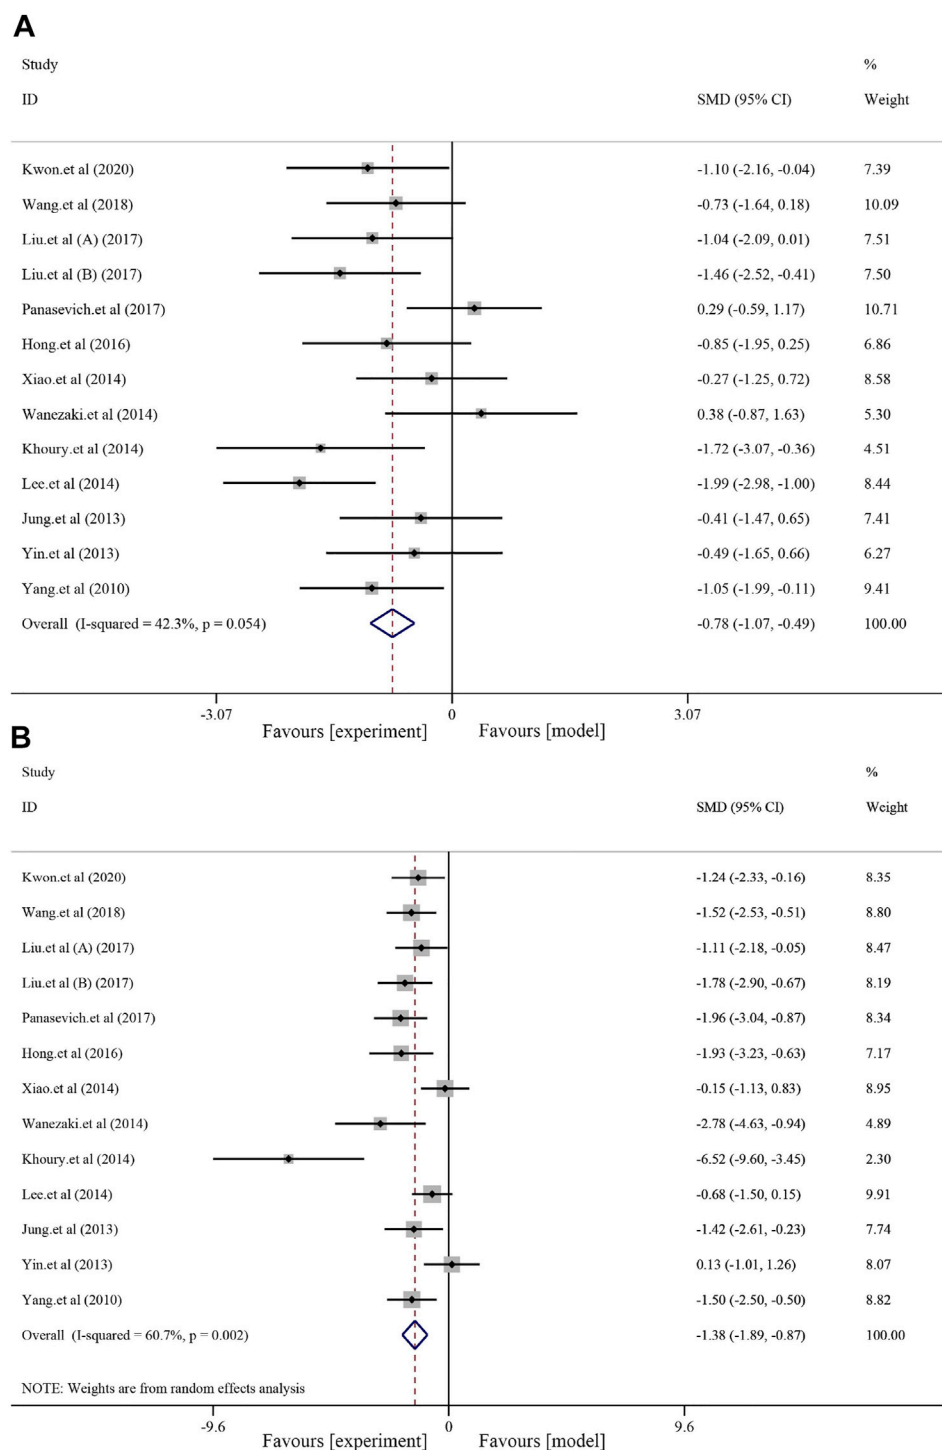 A
Study %
ID SMD (95% CI) Weight
Kwon.et al (2020) -1.10 (-2.16, -0.04) 7.39
Wang.et al (2018) -0.73 (-1.64, 0.18) 10.09
Liu.et al (A) (2017) -1.04 (-2.09, 0.01) 7.51
Liu.et al (B) (2017) -1.46 (-2.52, -0.41) 7.50
Panasevich.et al (2017) 0.29 (-0.59, 1.17) 10.71
Hong.et al (2016) -0.85 (-1.95, 0.25) 6.86
Xiao.et al (2014) -0.27 (-1.25, 0.72) 8.58
Wanezaki.et al (2014) 0.38 (-0.87, 1.63) 5.30
Khoury.et al (2014) -1.72 (-3.07, -0.36) 4.51
Lee.et al (2014) -1.99 (-2.98, -1.00) 8.44
Jung.et al (2013) -0.41 (-1.47, 0.65) 7.41
Yin.et al (2013) -0.49 (-1.65, 0.66) 6.27
Yang.et al (2010) -1.05 (-1.99, -0.11) 9.41
Overall (I-squared = 42.3%, p = 0.054) -0.78 (-1.07, -0.49) 100.00
-3.07 0 3.07
Favours [experiment] Favours [model]
B
Study %
ID SMD (95% CI) Weight
Kwon.et al (2020) -1.24 (-2.33, -0.16) 8.35
Wang.et al (2018) -1.52 (-2.53, -0.51) 8.80
Liu.et al (A) (2017) -1.11 (-2.18, -0.05) 8.47
Liu.et al (B) (2017) -1.78 (-2.90, -0.67) 8.19
Panasevich.et al (2017) -1.96 (-3.04, -0.87) 8.34
Hong.et al (2016) -1.93 (-3.23, -0.63) 7.17
Xiao.et al (2014) -0.15 (-1.13, 0.83) 8.95
Wanezaki.et al (2014) -2.78 (-4.63, -0.94) 4.89
Khoury.et al (2014) -6.52 (-9.60, -3.45) 2.30
Lee.et al (2014) -0.68 (-1.50, 0.15) 9.91
Jung.et al (2013) -1.42 (-2.61, -0.23) 7.74
Yin.et al (2013) 0.13 (-1.01, 1.26) 8.07
Yang.et al (2010) -1.50 (-2.50, -0.50) 8.82
Overall (I-squared = 60.7%, p = 0.002) -1.38 (-1.89, -0.87) 100.00
NOTE: Weights are from random effects analysis
-9.6 0 9.6
Favours [experiment] Favours [model]